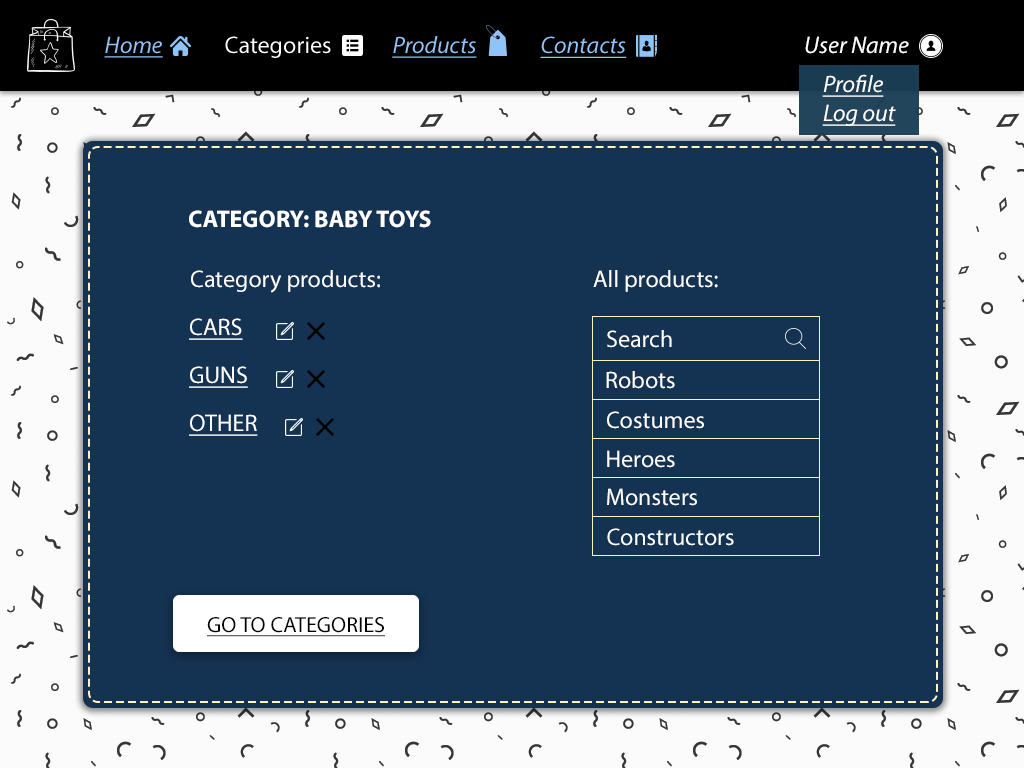 Home Categories Products Contacts User Name
Profile
Log out
CATEGORY: BABY TOYS
Category products:
CARS
GUNS
OTHER
All products:
Search
Robots
Costumes
Heroes
Monsters
Constructors
GO TO CATEGORIES